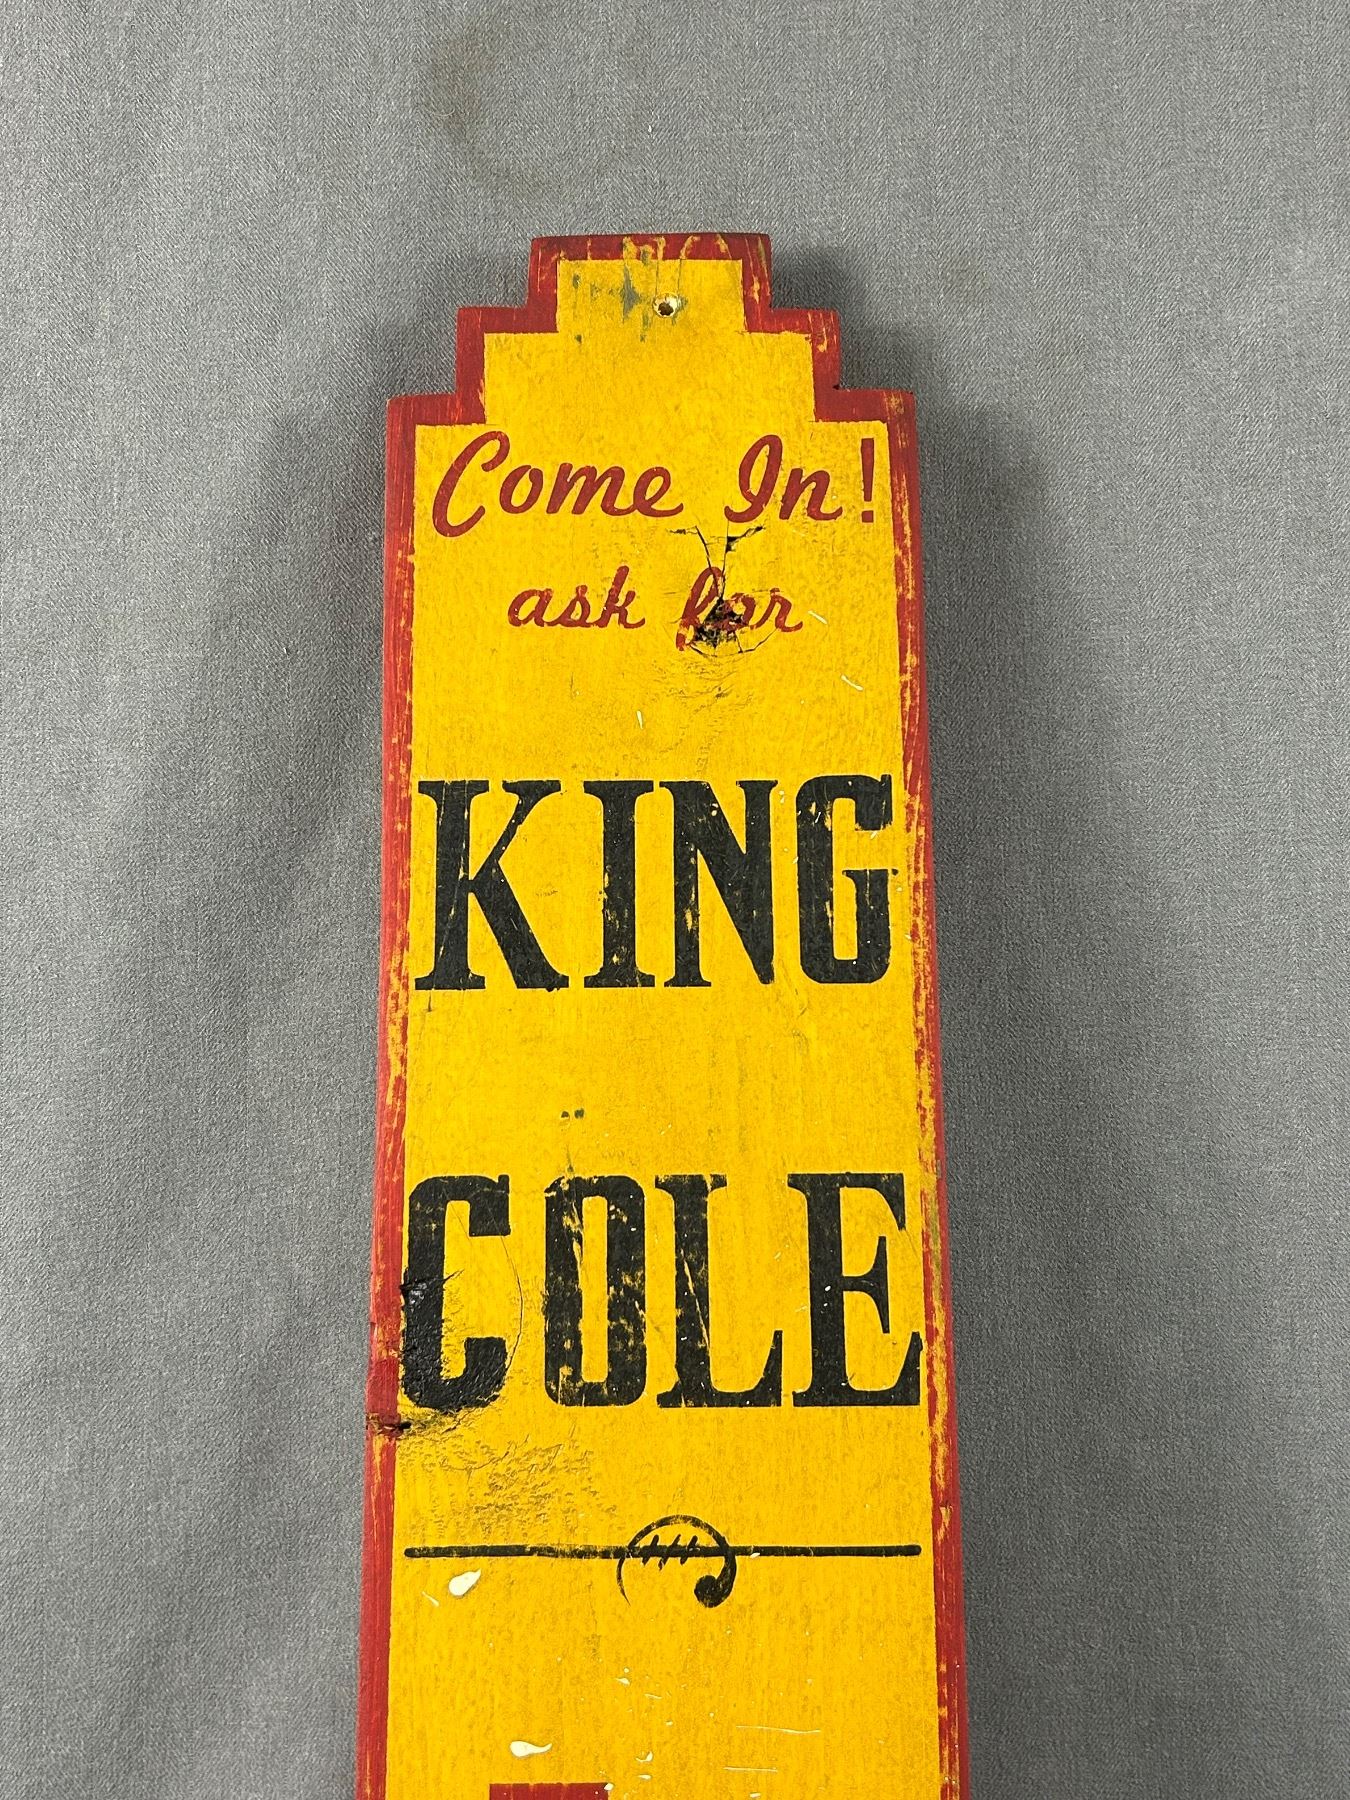 Come In!
ask for
KING
COLE